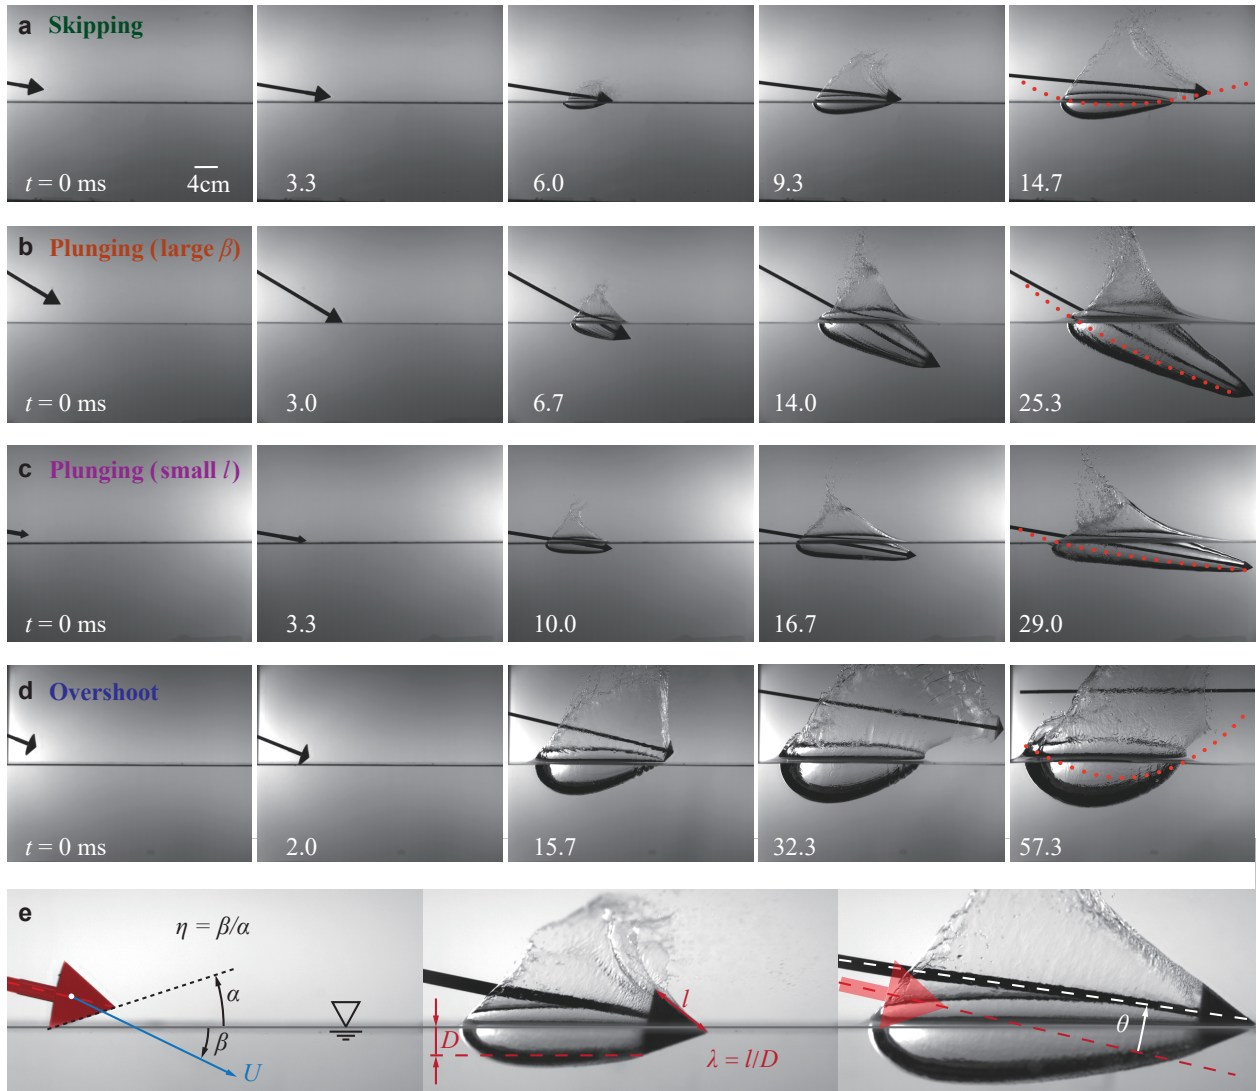 a Skipping
t = 0 ms
4cm
3.3
6.0
9.3
14.7
b Plunging (large β)
t = 0 ms
3.0
6.7
14.0
25.3
c Plunging (small l)
t = 0 ms
3.3
10.0
16.7
29.0
d Overshoot
t = 0 ms
2.0
15.7
32.3
57.3
e
η = β/α
α
β
U
D
l
λ = l/D
θ